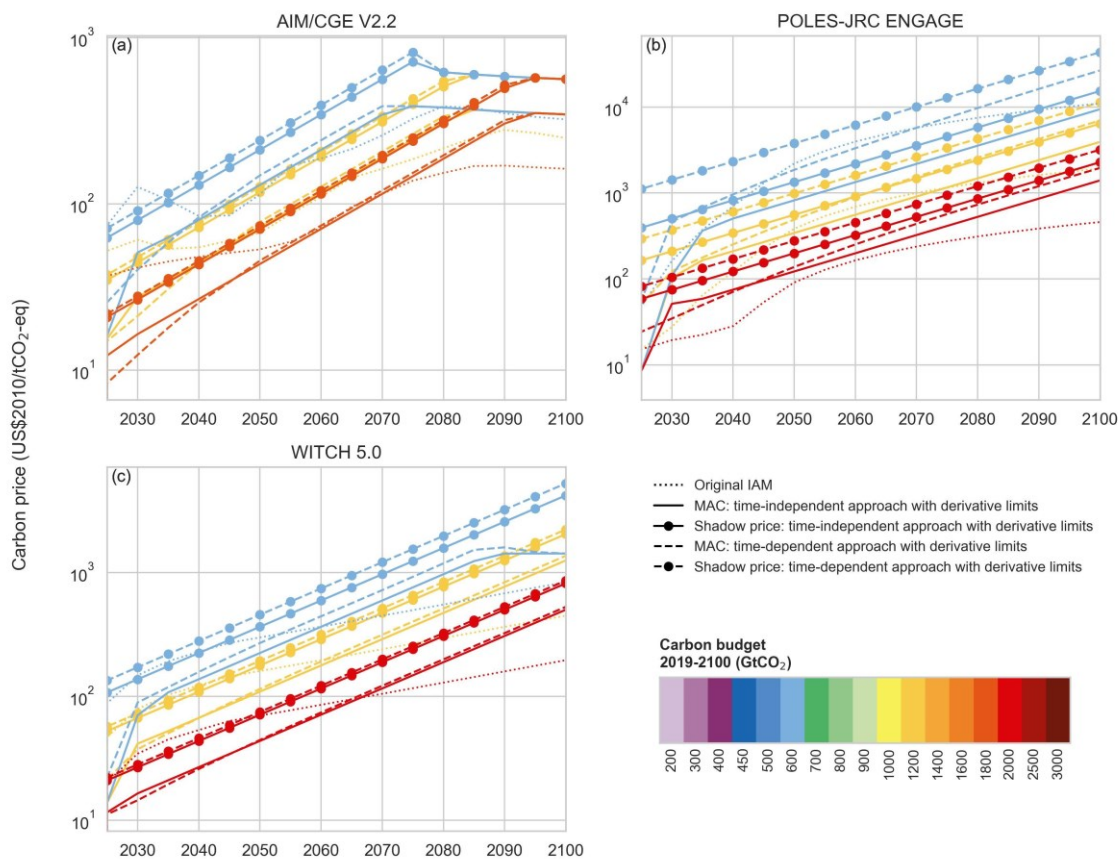 AIM/CGE V2.2
POLES-JRC ENGAGE
Carbon price (US$2010/tCO₂-eq)
(a)
10³
10²
10¹
2030 2040 2050 2060 2070 2080 2090 2100
(b)
10⁴
10³
10²
10¹
2030 2040 2050 2060 2070 2080 2090 2100
WITCH 5.0
(c)
10³
10²
10¹
2030 2040 2050 2060 2070 2080 2090 2100
Original IAM
MAC: time-independent approach with derivative limits
Shadow price: time-independent approach with derivative limits
MAC: time-dependent approach with derivative limits
Shadow price: time-dependent approach with derivative limits
Carbon budget
2019-2100 (GtCO₂)
200 300 400 450 500 600 700 800 900 1000 1200 1400 1600 1800 2000 2500 3000